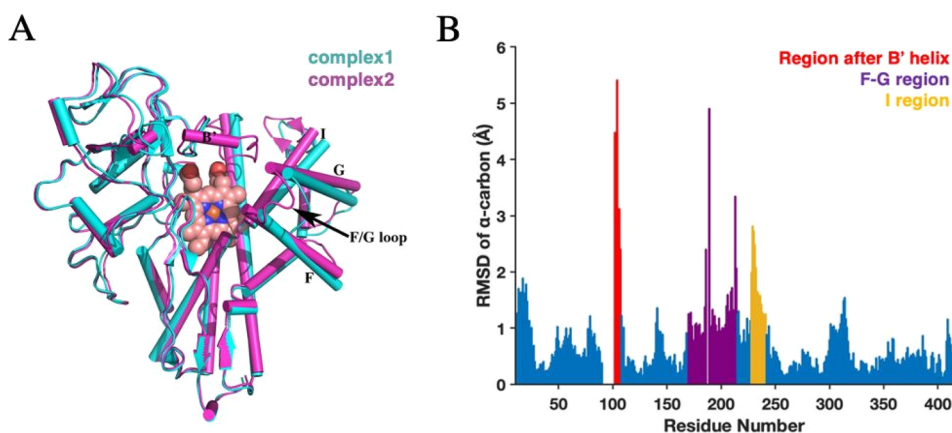 A
complex1
complex2
B'
I
G
F/G loop
F
B
Region after B' helix
F-G region
I region
RMSD of α-carbon (Å)
6
5
4
3
2
1
0
50 100 150 200 250 300 350 400
Residue Number